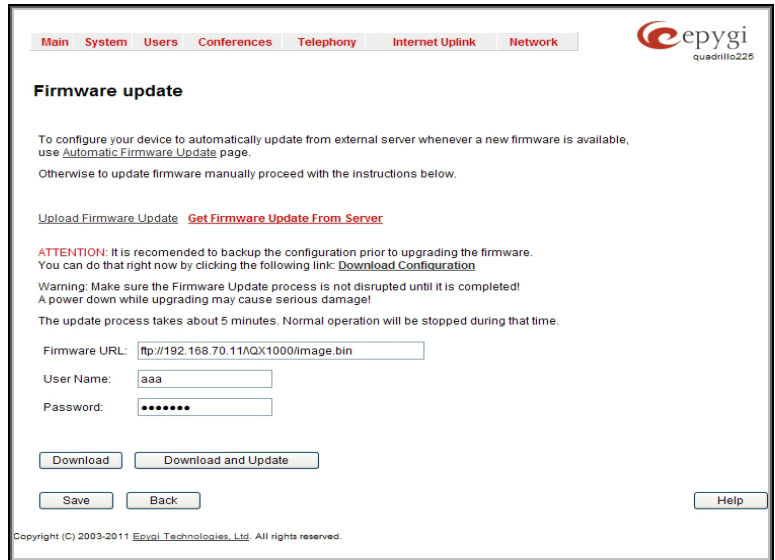 Main System Users Conferences Telephony Internet Uplink Network
epygi
quadrillo225
Firmware update
To configure your device to automatically update from external server whenever a new firmware is available,
use Automatic Firmware Update page.
Otherwise to update firmware manually proceed with the instructions below.
Upload Firmware Update Get Firmware Update From Server
ATTENTION: It is recomended to backup the configuration prior to upgrading the firmware.
You can do that right now by clicking the following link: Download Configuration
Warning: Make sure the Firmware Update process is not disrupted until it is completed!
A power down while upgrading may cause serious damage!
The update process takes about 5 minutes. Normal operation will be stopped during that time.
Firmware URL: ftp://192.168.70.11/\QX1000/image.bin
User Name: aaa
Password: •••••••
Download Download and Update
Save Back Help
Copyright (C) 2003-2011 Epygi Technologies, Ltd. All rights reserved.